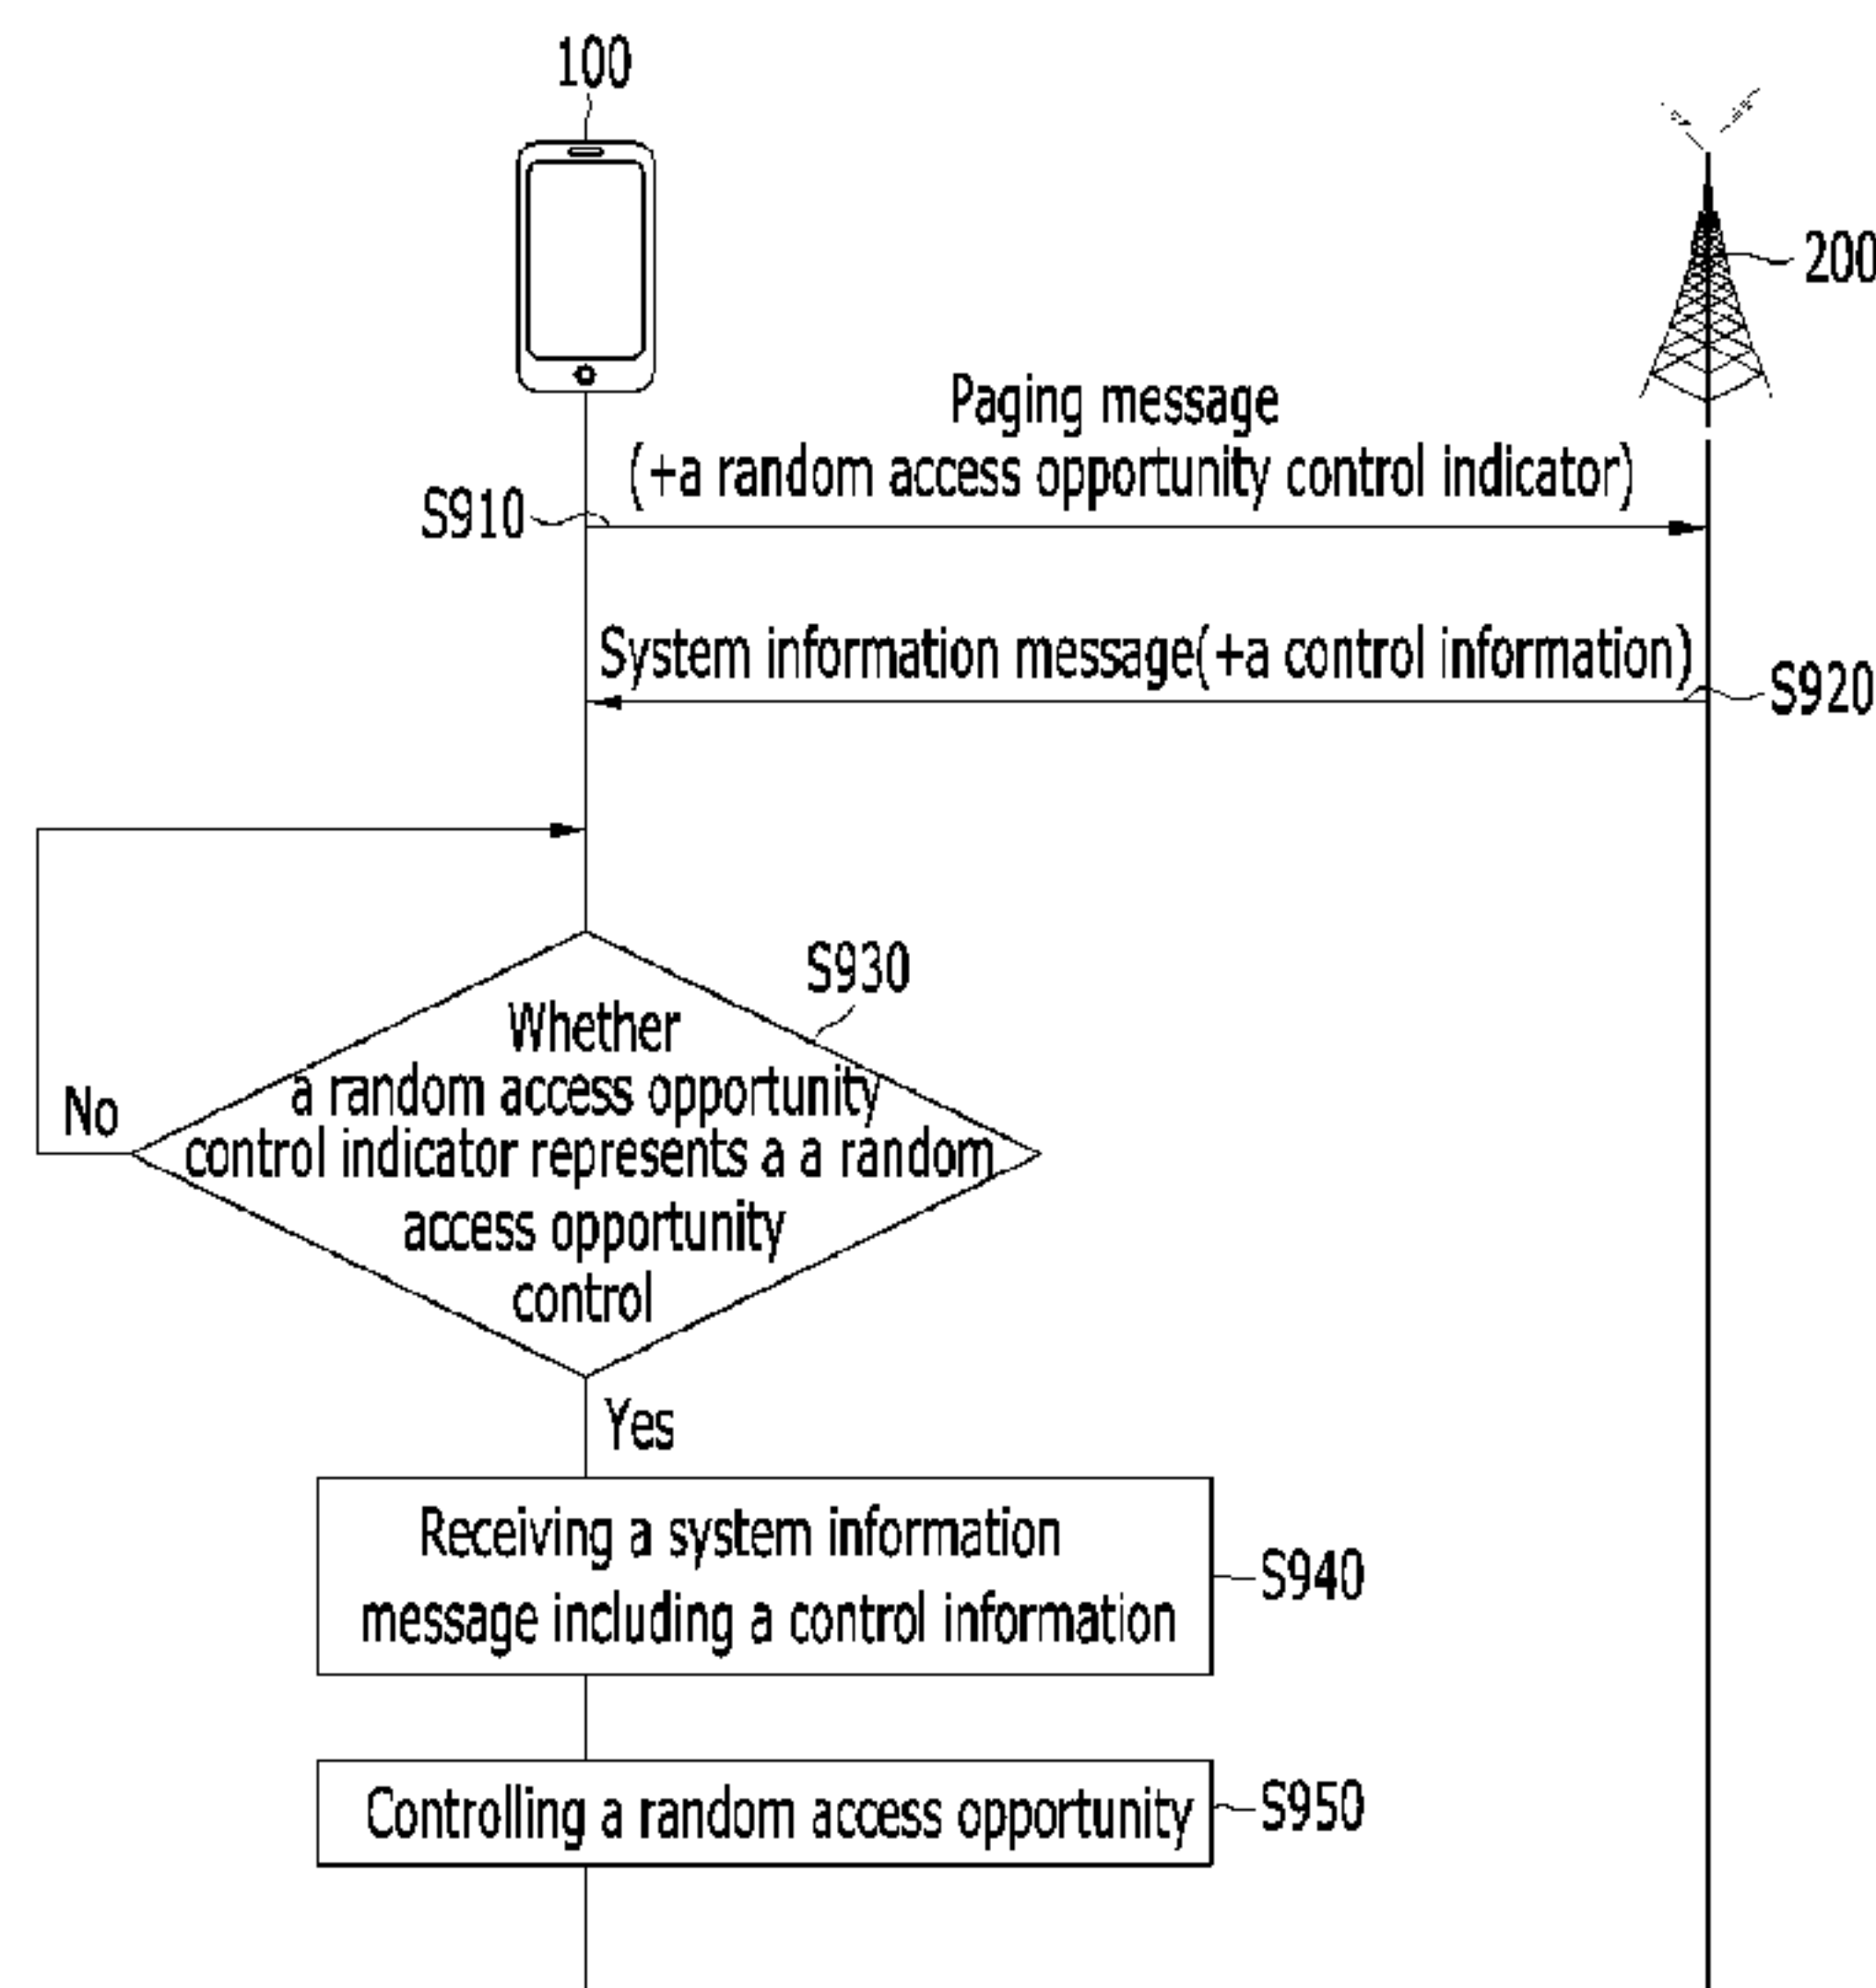 100
200
Paging message
(+a random access opportunity control indicator)
S910
System information message(+a control information)
S920
S930
Whether
a random access opportunity
control indicator represents a a random
access opportunity
control
No
Yes
Receiving a system information
message including a control information
S940
Controlling a random access opportunity
S950